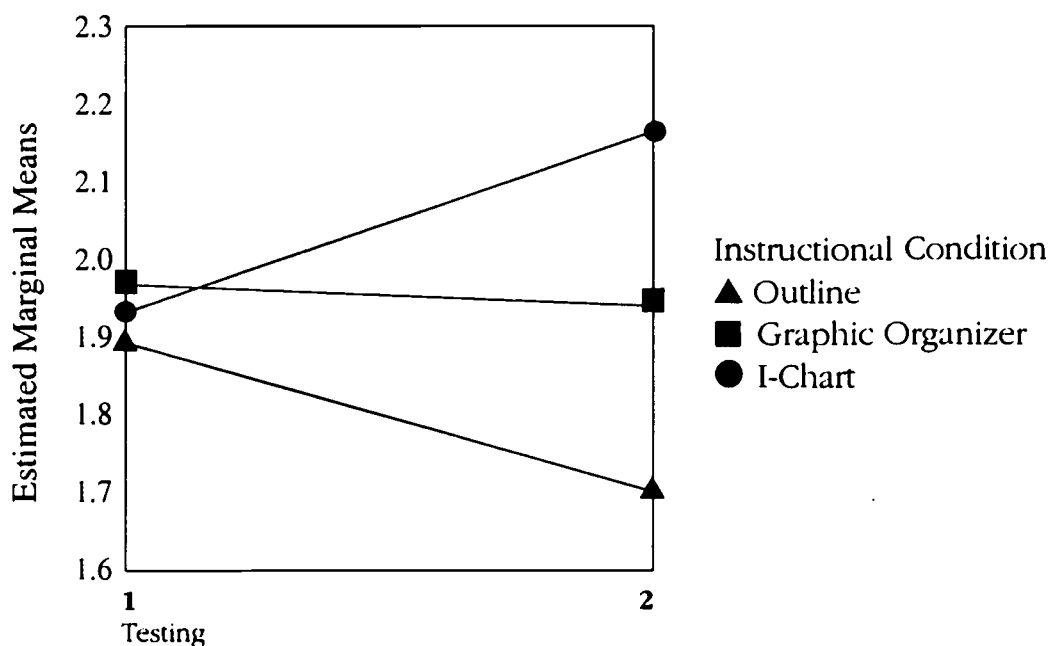 2.3
2.2
2.1
2.0
1.9
1.8
1.7
1.6
Estimated Marginal Means
1
2
Testing
Instructional Condition
Outline
Graphic Organizer
I-Chart